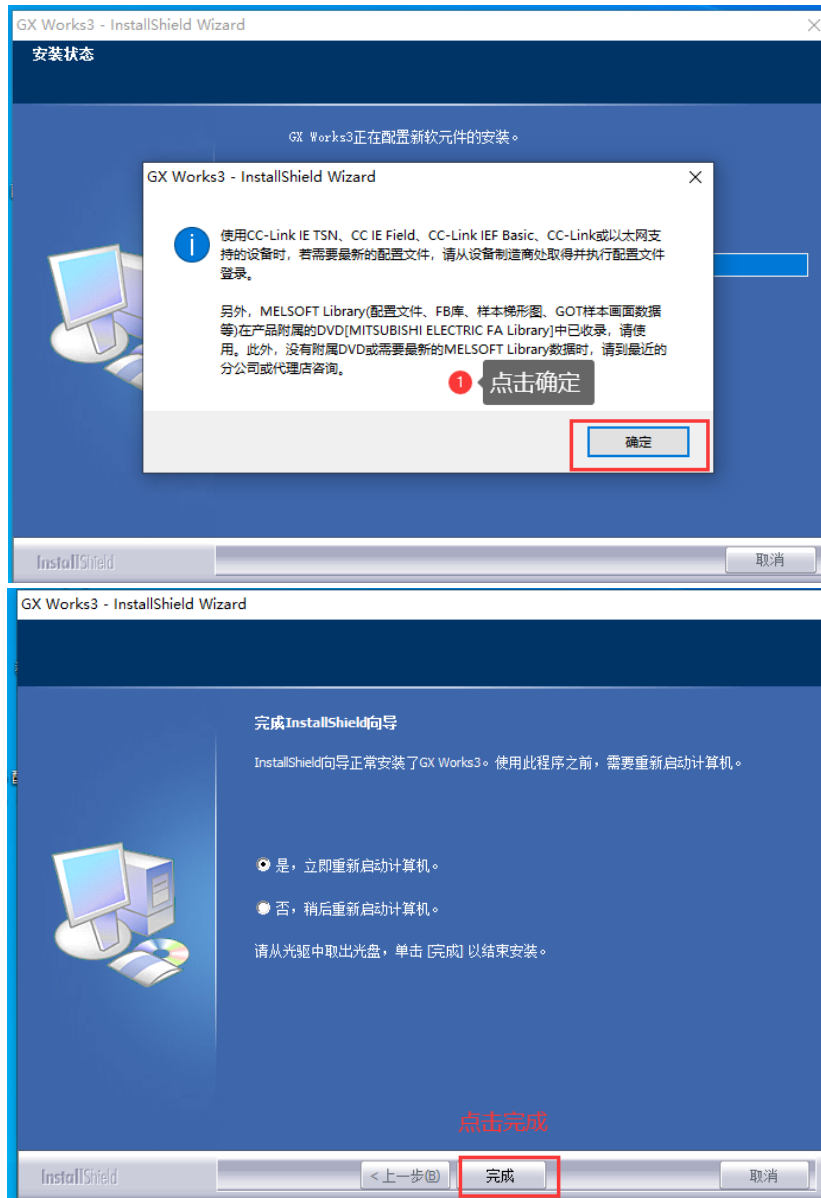 GX Works3 - InstallShield Wizard
安装状态
GX Works3正在配置新软元件的安装。
GX Works3 - InstallShield Wizard
使用CC-Link IE TSN、CC IE Field、CC-Link IEF Basic、CC-Link或以太网支
持的设备时，若需要最新的配置文件，请从设备制造商处取得并执行配置文件
登录。
另外，MELSOFT Library(配置文件、FB库、样本梯形图、GOT样本画面数据
等)在产品附属的DVD[MITSUBISHI ELECTRIC FA Library]中已收录，请使
用。此外，没有附属DVD或需要最新的MELSOFT Library数据时，请到最近的
分公司或代理店咨询。
1 点击确定
确定
InstallShield
取消
GX Works3 - InstallShield Wizard
完成InstallShield向导
InstallShield向导正常安装了GX Works3。使用此程序之前，需要重新启动计算机。
是，立即重新启动计算机。
否，稍后重新启动计算机。
请从光驱中取出光盘，单击 [完成] 以结束安装。
点击完成
InstallShield
< 上一步(B)
完成
取消